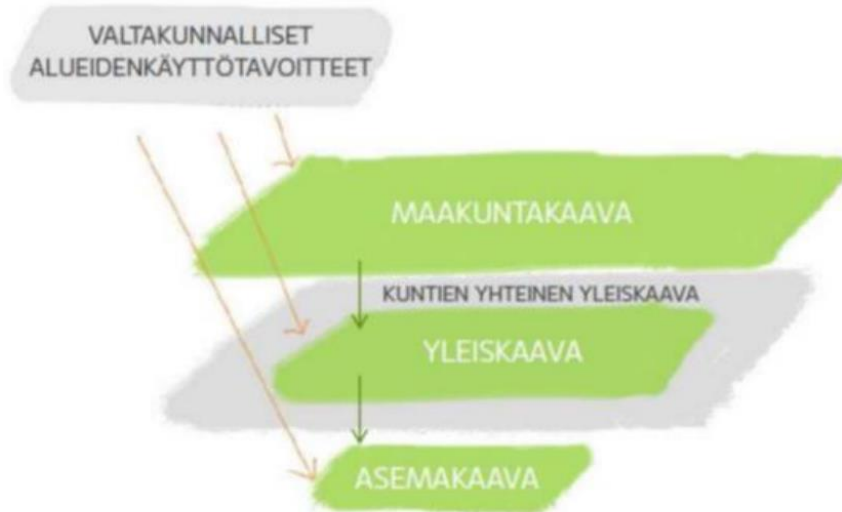 VALTAKUNNALLISET
ALUEIDENKÄYTTÖTAVOITTEET
MAAKUNTAKAAVA
KUNTIEN YHTEINEN YLEISKAAVA
YLEISKAAVA
ASEMAKAAVA